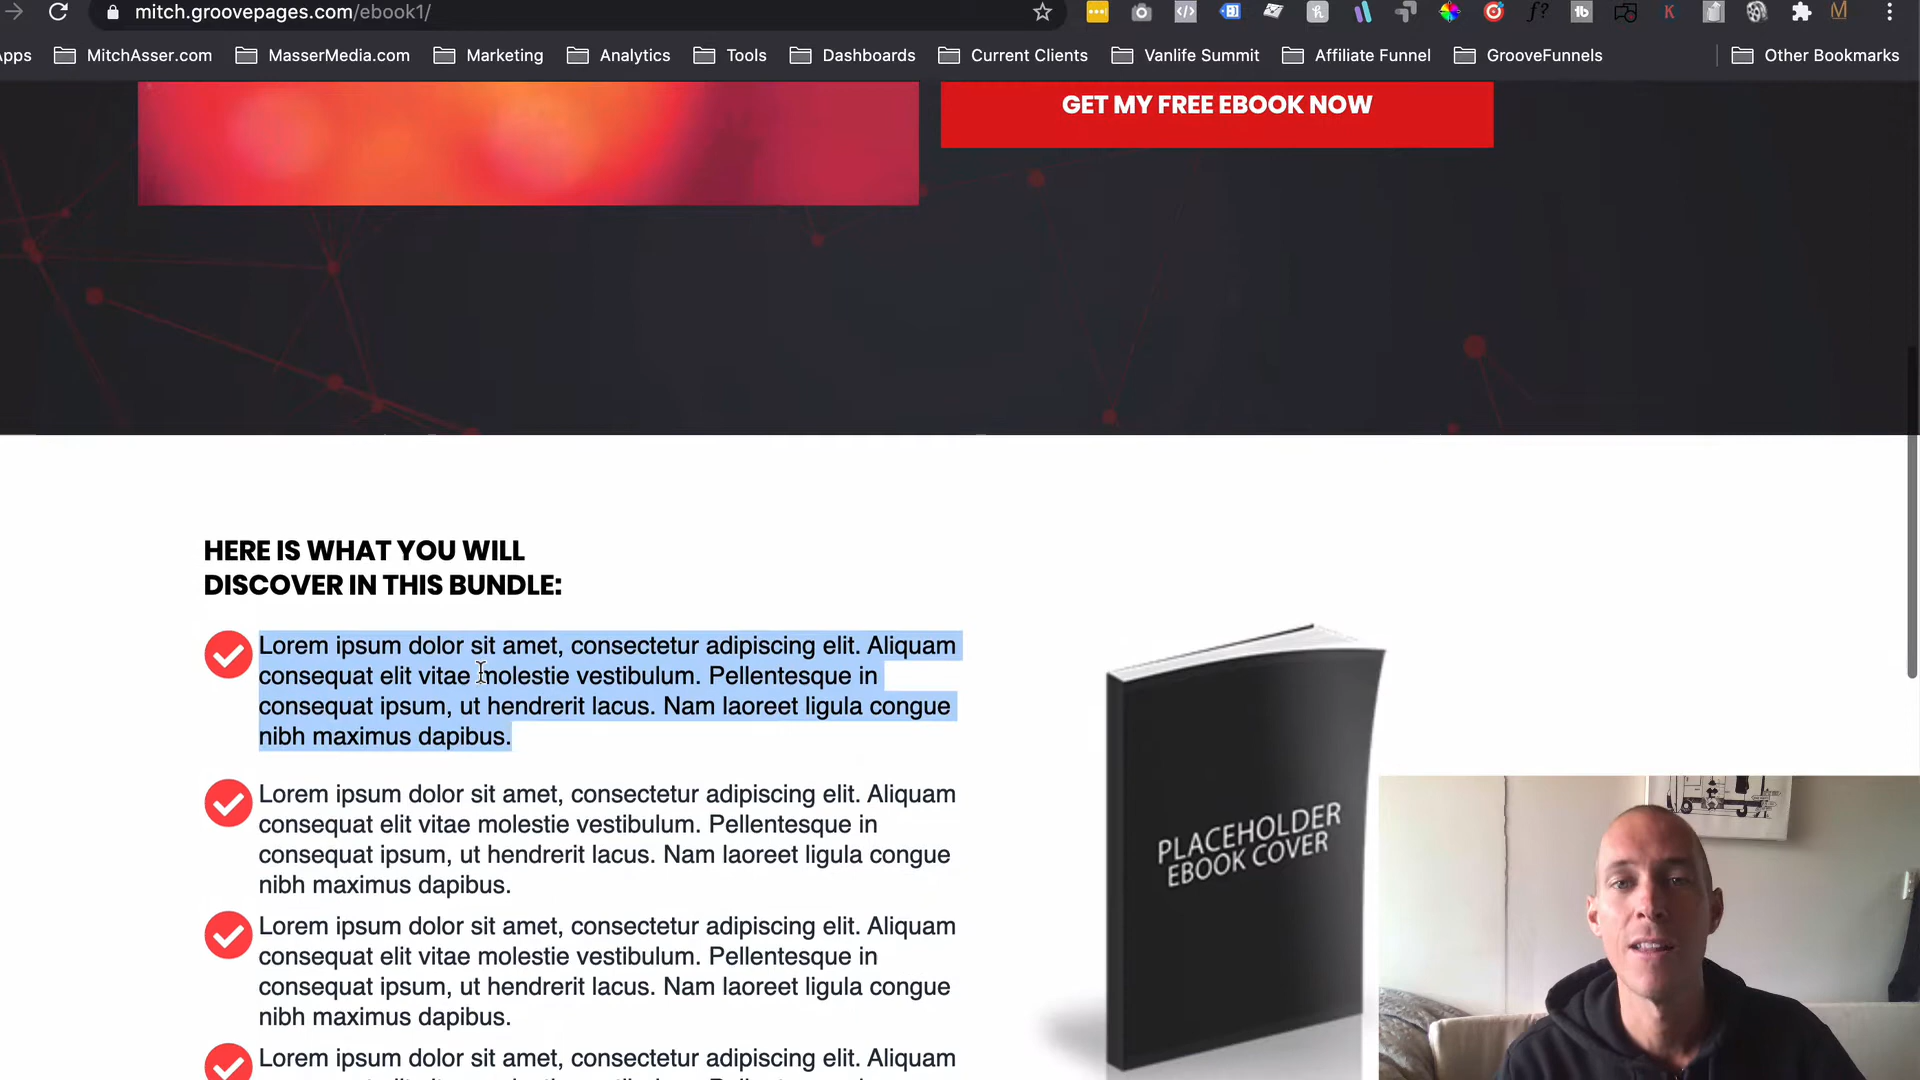 mitch.groovepages.com/ebook1/
pps
MitchAsser.com
MasserMedia.com
Marketing
Analytics
Tools
Dashboards
Current Clients
Vanlife Summit
Affiliate Funnel
GrooveFunnels
Other Bookmarks
GET MY FREE EBOOK NOW
HERE IS WHAT YOU WILL
DISCOVER IN THIS BUNDLE:
Lorem ipsum dolor sit amet, consectetur adipiscing elit. Aliquam
consequat elit vitae molestie vestibulum. Pellentesque in
consequat ipsum, ut hendrerit lacus. Nam laoreet ligula congue
nibh maximus dapibus.
Lorem ipsum dolor sit amet, consectetur adipiscing elit. Aliquam
consequat elit vitae molestie vestibulum. Pellentesque in
consequat ipsum, ut hendrerit lacus. Nam laoreet ligula congue
nibh maximus dapibus.
Lorem ipsum dolor sit amet, consectetur adipiscing elit. Aliquam
consequat elit vitae molestie vestibulum. Pellentesque in
consequat ipsum, ut hendrerit lacus. Nam laoreet ligula congue
nibh maximus dapibus.
Lorem ipsum dolor sit amet, consectetur adipiscing elit. Aliquam
PLACEHOLDER
EBOOK COVER